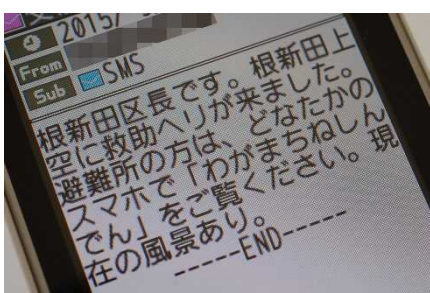 2015/
From
Sub SMS
根新田区長です。根新田上
空に救助ヘリが来ました。
避難所の方は、どなたかの
スマホで「わがまちねしん
でん」をご覧ください。現
在の風景あり。
-----END-----